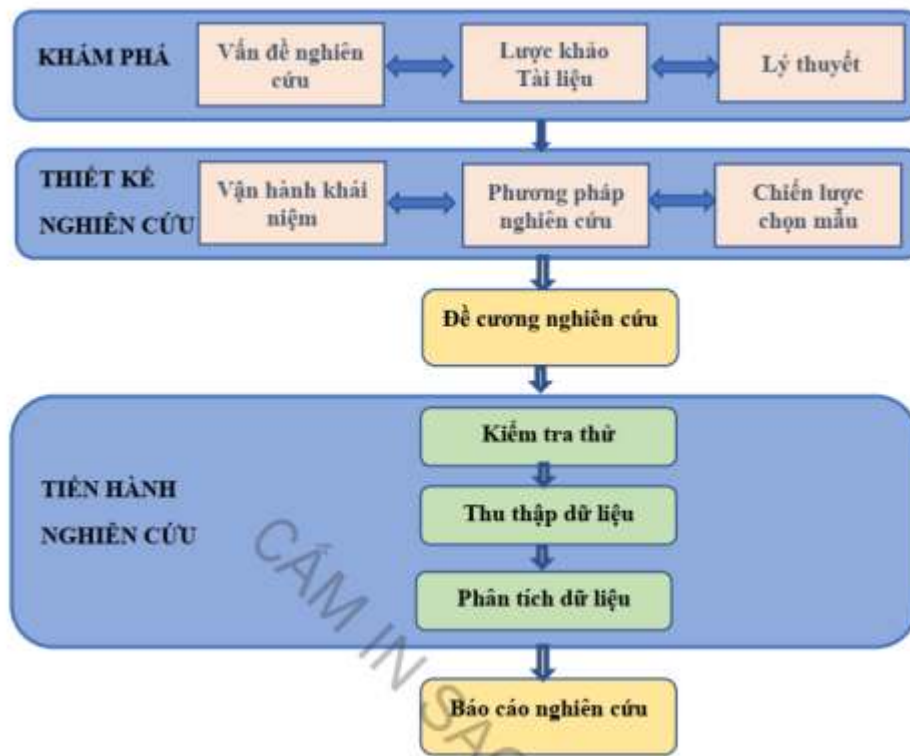 KHÁM PHÁ
Vấn đề nghiên
cứu
Lược khảo
Tài liệu
Lý thuyết
THIẾT KẾ
NGHIÊN CỨU
Vận hành khái
niệm
Phương pháp
nghiên cứu
Chiến lược
chọn mẫu
Đề cương nghiên cứu
TIẾN HÀNH
NGHIÊN CỨU
Kiểm tra thử
Thu thập dữ liệu
Phân tích dữ liệu
Báo cáo nghiên cứu
CẤM IN SAO